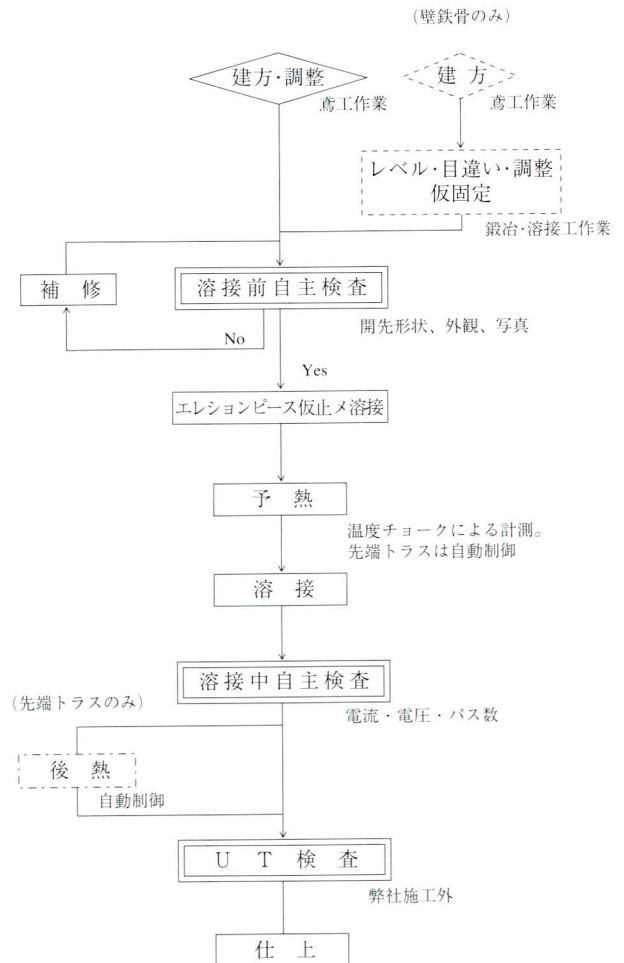 (壁鉄骨のみ)
建方・調整
建 方
鳶工作業
鳶工作業
レベル・目違い・調整
仮固定
鍛冶・溶接工作業
補 修
溶接前自主検査
開先形状、外観、写真
No
Yes
エレションピース仮止メ溶接
予 熱
温度チョークによる計測。
先端トラスは自動制御
溶 接
溶接中自主検査
(先端トラスのみ)
電流・電圧・パス数
後 熱
自動制御
U T 検 査
弊社施工外
仕 上